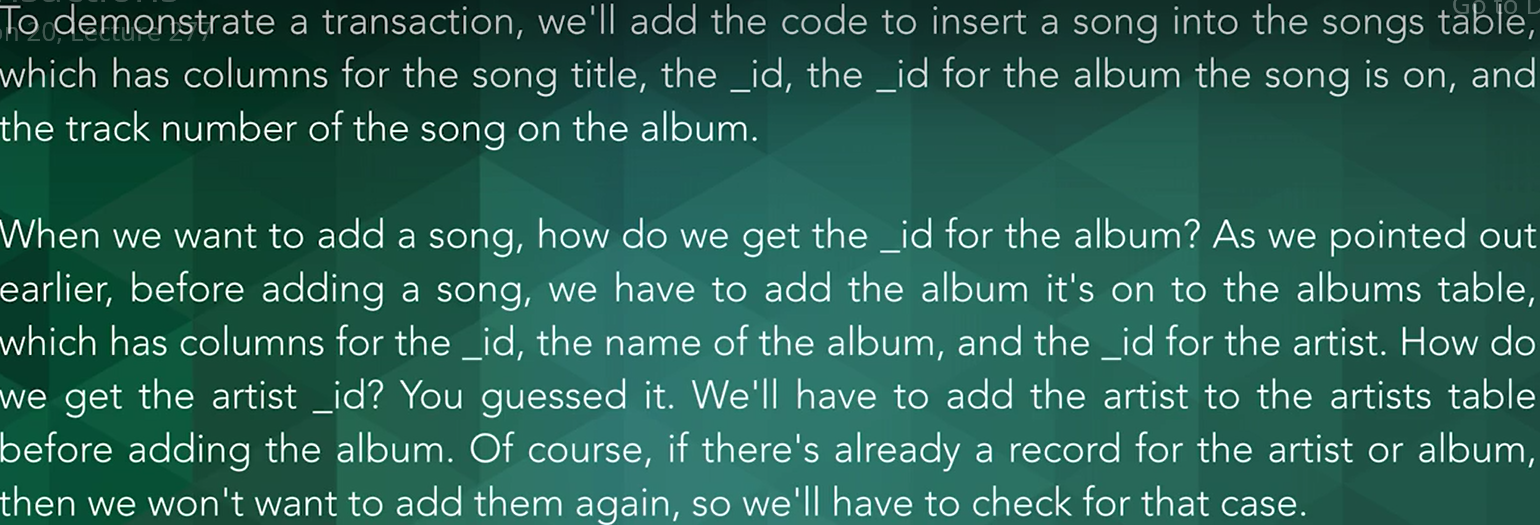 To demonstrate a transaction, we'll add the code to insert a song into the songs table,
n 20, Lecture 277
Go to D
which has columns for the song title, the _id, the _id for the album the song is on, and
the track number of the song on the album.
When we want to add a song, how do we get the _id for the album? As we pointed out
earlier, before adding a song, we have to add the album it's on to the albums table,
which has columns for the _id, the name of the album, and the _id for the artist. How do
we get the artist _id? You guessed it. We'll have to add the artist to the artists table
before adding the album. Of course, if there's already a record for the artist or album,
then we won't want to add them again, so we'll have to check for that case.